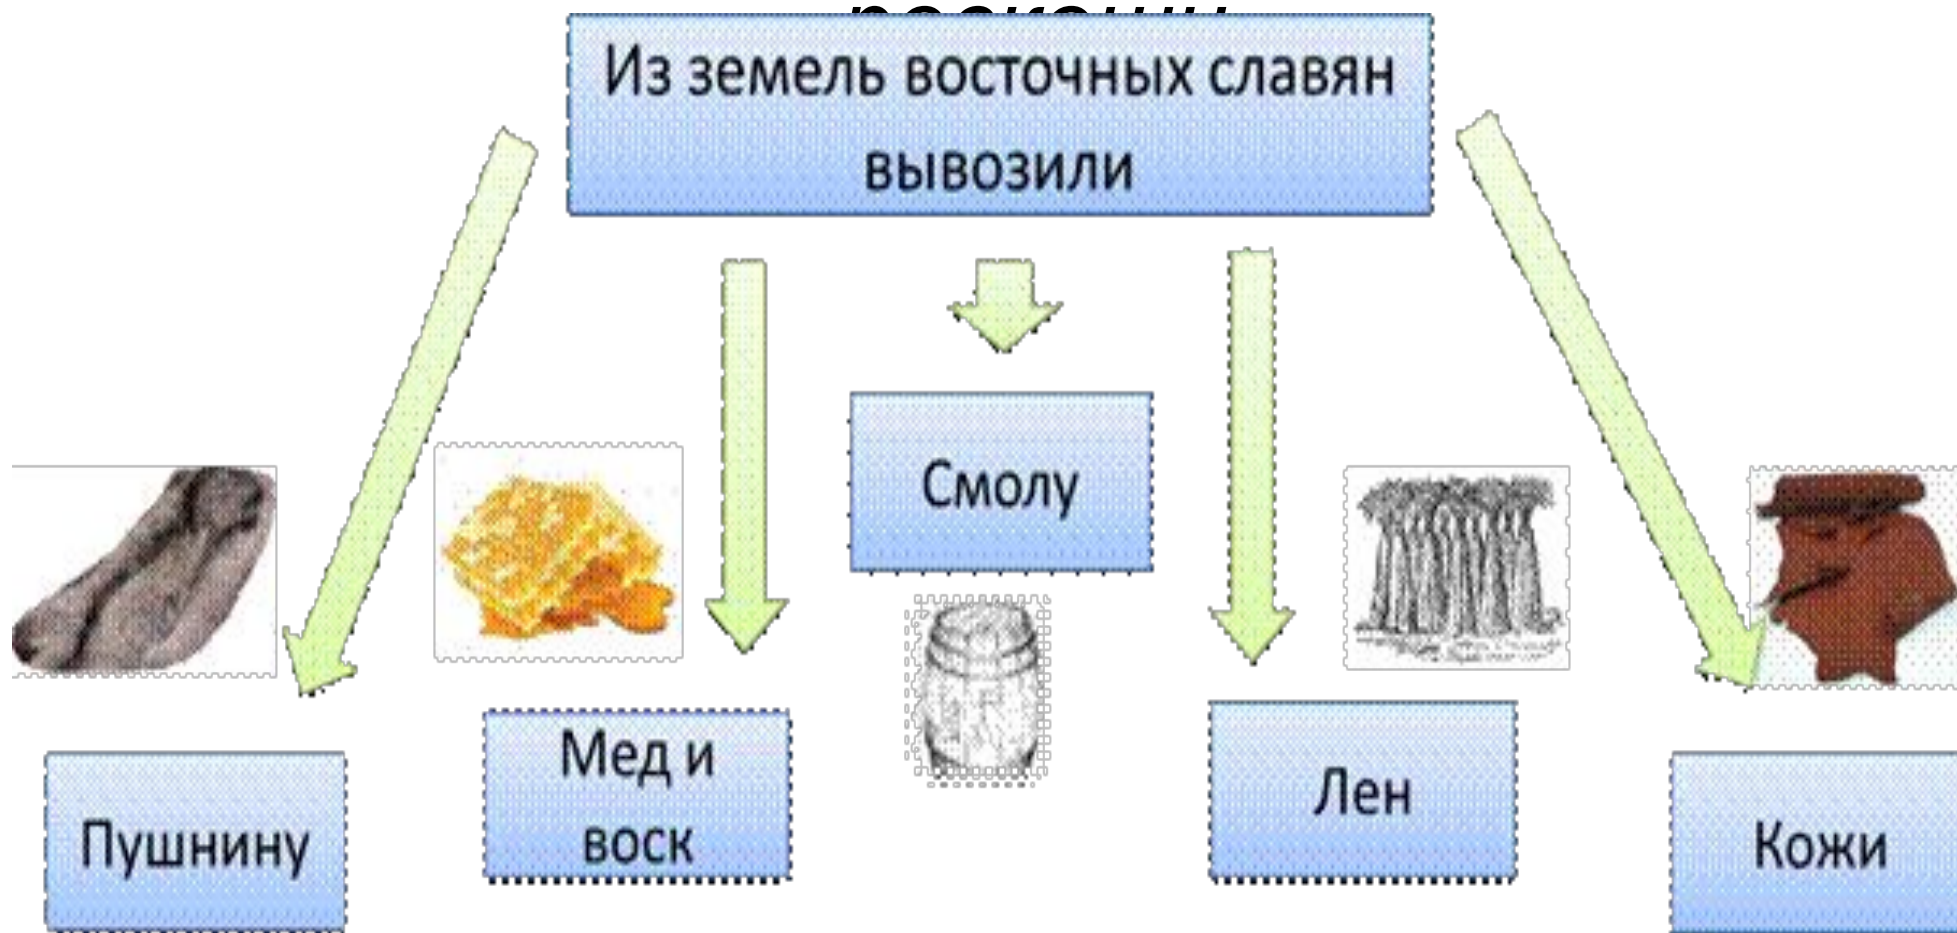 Из земель восточных славян
вывозили
Смолу
Мед и
воск
Лен
Пушнину
Кожи